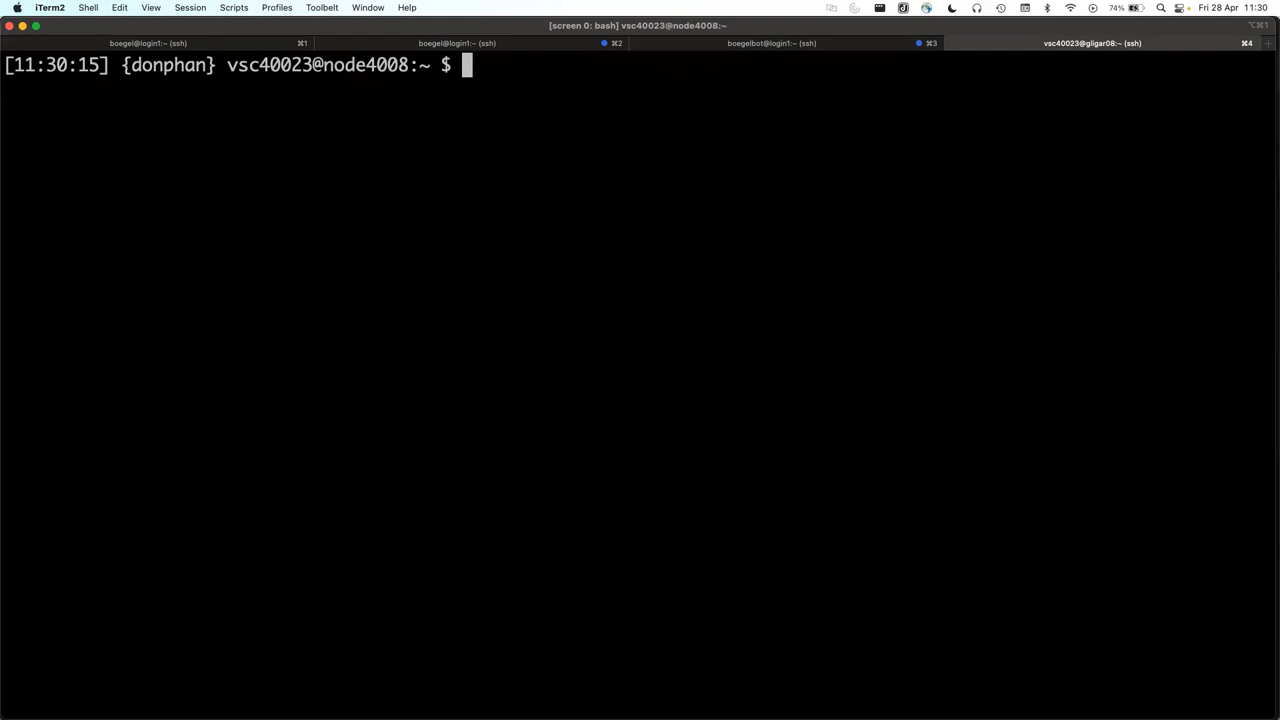 iTerm2 Shell Edit View Session Scripts Profiles Toolbelt Window Help 74% Fri 28 Apr 11:30
[screen 0: bash] vsc40023@node4008:~ ⌥⌘1
boegel@login1:~ (ssh) ⌘1 boegel@login1:~ (ssh) ⌘2 boegelbot@login1:~ (ssh) ⌘3 vsc40023@gligar08:~ (ssh) ⌘4
[11:30:15] {donphan} vsc40023@node4008:~ $